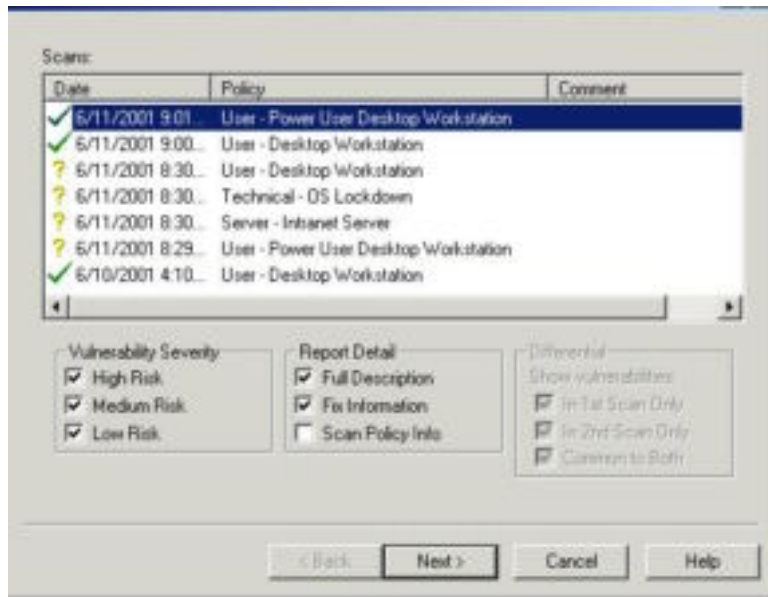 Scans:
Date Policy Comment
6/11/2001 9:01... User - Power User Desktop Workstation
6/11/2001 9:00... User - Desktop Workstation
? 6/11/2001 8:30... User - Desktop Workstation
? 6/11/2001 8:30... Technical - OS Lockdown
? 6/11/2001 8:30... Server - Intranet Server
? 6/11/2001 8:29... User - Power User Desktop Workstation
6/10/2001 4:10... User - Desktop Workstation
Vulnerability Severity
High Risk
Medium Risk
Low Risk
Report Detail
Full Description
Fix Information
Scan Policy Info
Differential
Show vulnerabilities:
In 1st Scan Only
In 2nd Scan Only
Common to Both
< Back Next > Cancel Help